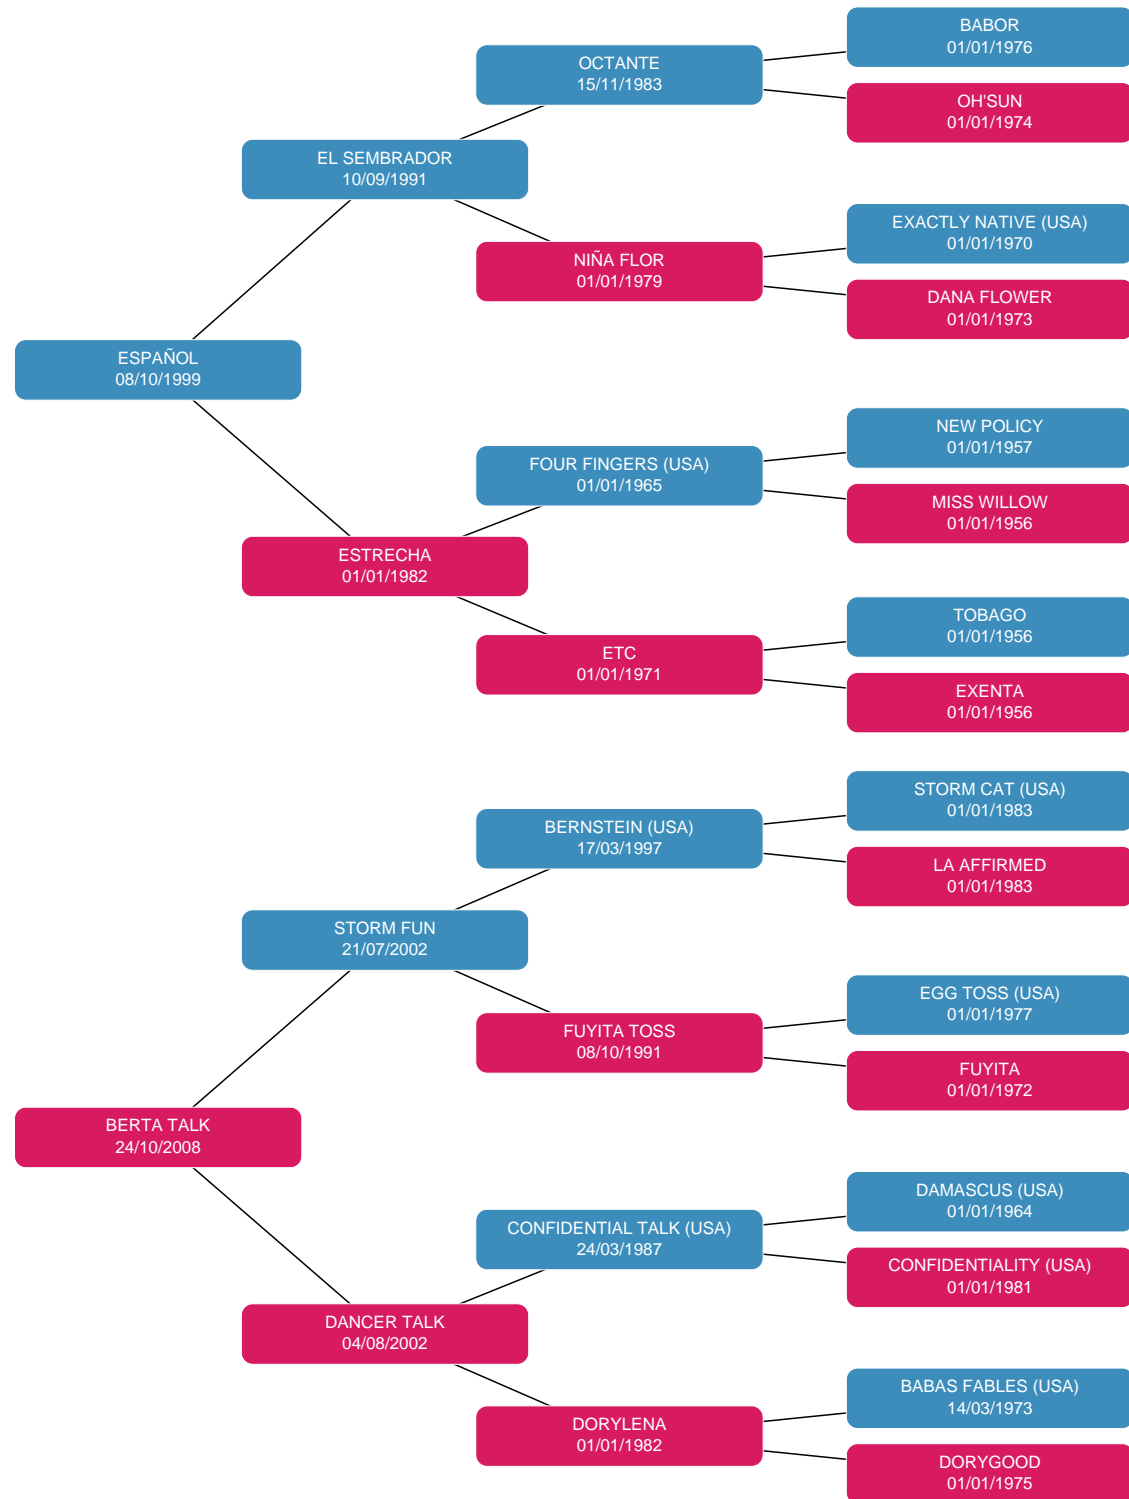 BABOR
01/01/1976
OCTANTE
15/11/1983
OH'SUN
01/01/1974
EL SEMBRADOR
10/09/1991
EXACTLY NATIVE (USA)
01/01/1970
NIÑA FLOR
01/01/1979
DANA FLOWER
01/01/1973
ESPAÑOL
08/10/1999
NEW POLICY
01/01/1957
FOUR FINGERS (USA)
01/01/1965
MISS WILLOW
01/01/1956
ESTRECHA
01/01/1982
TOBAGO
01/01/1956
ETC
01/01/1971
EXENTA
01/01/1956
STORM CAT (USA)
01/01/1983
BERNSTEIN (USA)
17/03/1997
LA AFFIRMED
01/01/1983
STORM FUN
21/07/2002
EGG TOSS (USA)
01/01/1977
FUYITA TOSS
08/10/1991
FUYITA
01/01/1972
BERTA TALK
24/10/2008
DAMASCUS (USA)
01/01/1964
CONFIDENTIAL TALK (USA)
24/03/1987
CONFIDENTIALITY (USA)
01/01/1981
DANCER TALK
04/08/2002
BABAS FABLES (USA)
14/03/1973
DORYLENA
01/01/1982
DORYGOOD
01/01/1975